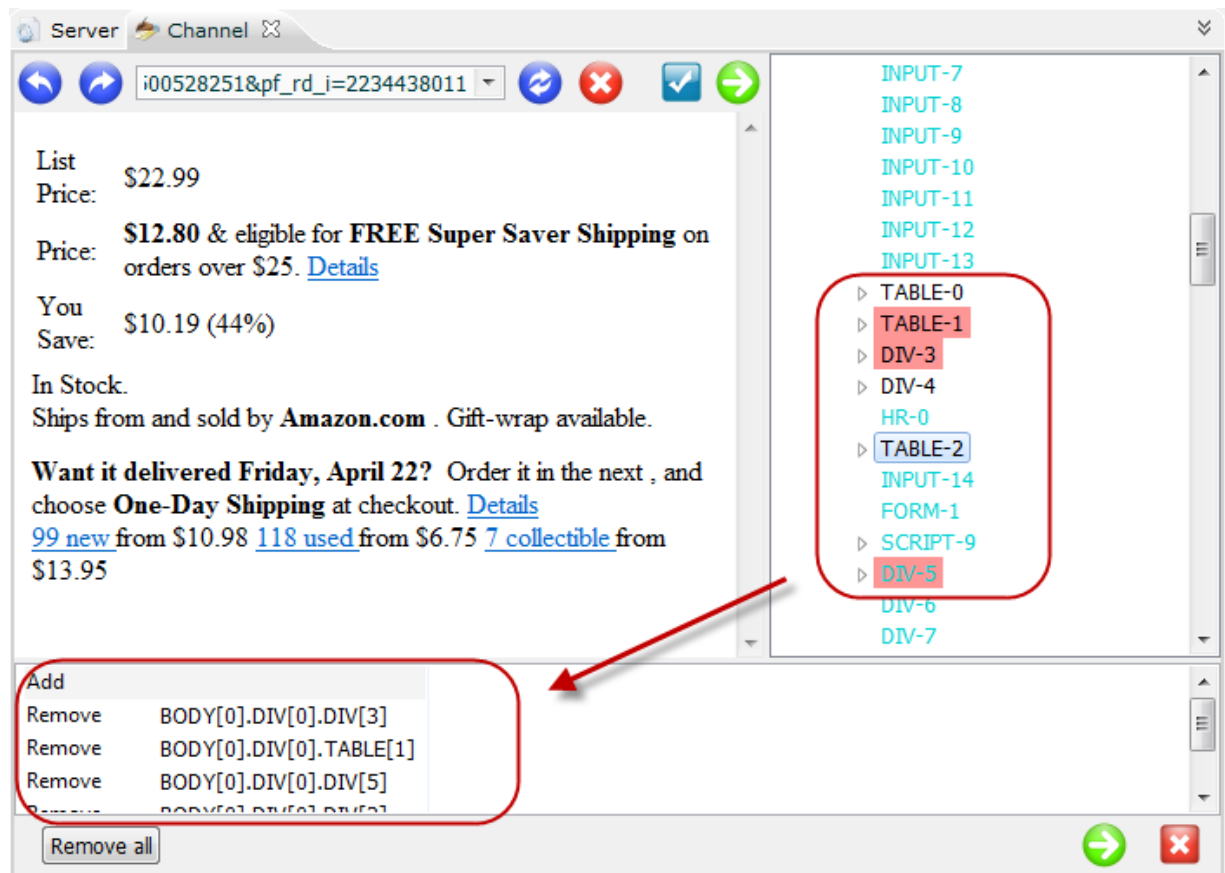 Server Channel
i00528251&pf_rd_i=2234438011
List
Price:
$22.99
Price:
$12.80 & eligible for FREE Super Saver Shipping on
orders over $25. Details
You
Save:
$10.19 (44%)
In Stock.
Ships from and sold by Amazon.com . Gift-wrap available.
Want it delivered Friday, April 22? Order it in the next , and
choose One-Day Shipping at checkout. Details
99 new from $10.98 118 used from $6.75 7 collectible from
$13.95
INPUT-7
INPUT-8
INPUT-9
INPUT-10
INPUT-11
INPUT-12
INPUT-13
TABLE-0
TABLE-1
DIV-3
DIV-4
HR-0
TABLE-2
INPUT-14
FORM-1
SCRIPT-9
DIV-5
DIV-6
DIV-7
Add
Remove BODY[0].DIV[0].DIV[3]
Remove BODY[0].DIV[0].TABLE[1]
Remove BODY[0].DIV[0].DIV[5]
Remove all